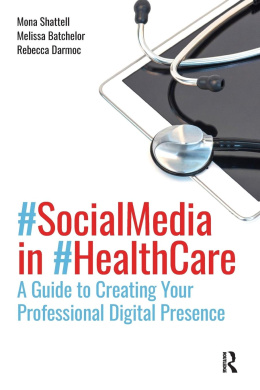 Mona Shattell
Melissa Batchelor
Rebecca Darmoc
#SocialMedia
in #HealthCare
A Guide to Creating Your
Professional Digital Presence
R